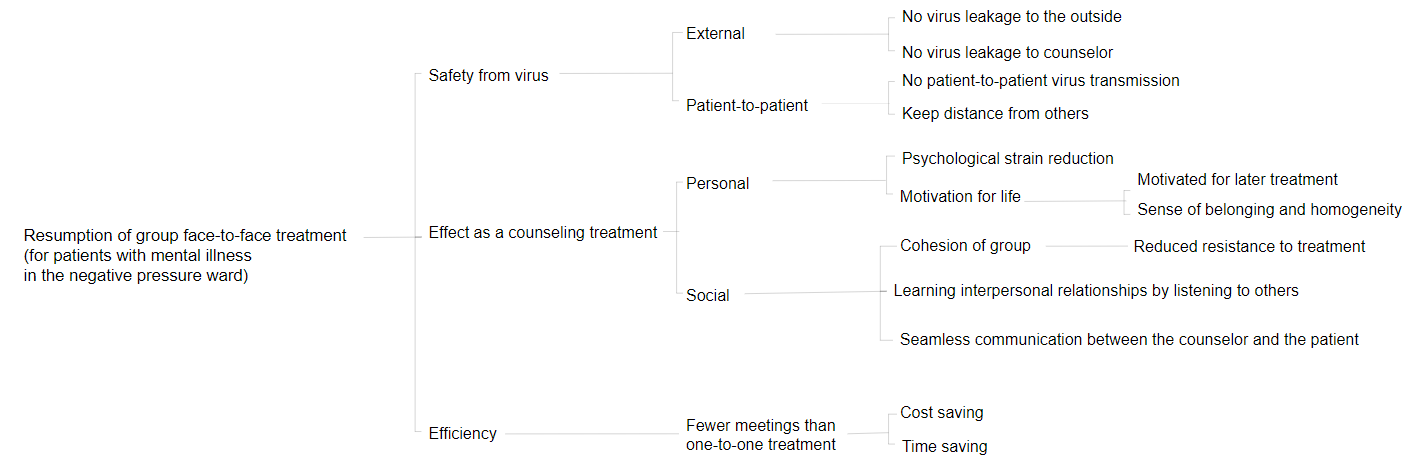 Resumption of group face-to-face treatment
(for patients with mental illness
in the negative pressure ward)
Safety from virus
External
No virus leakage to the outside
No virus leakage to counselor
Patient-to-patient
No patient-to-patient virus transmission
Keep distance from others
Effect as a counseling treatment
Personal
Psychological strain reduction
Motivation for life
Motivated for later treatment
Sense of belonging and homogeneity
Social
Cohesion of group
Reduced resistance to treatment
Learning interpersonal relationships by listening to others
Seamless communication between the counselor and the patient
Efficiency
Fewer meetings than
one-to-one treatment
Cost saving
Time saving